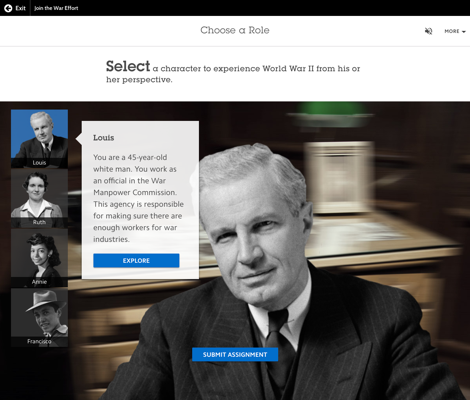 Exit Join the War Effort
Choose a Role
MORE
Select a character to experience World War II from his or
her perspective.
Louis
Ruth
Annie
Francisco
Louis
You are a 45-year-old
white man. You work as
an official in the War
Manpower Commission.
This agency is responsible
for making sure there are
enough workers for war
industries.
EXPLORE
SUBMIT ASSIGNMENT